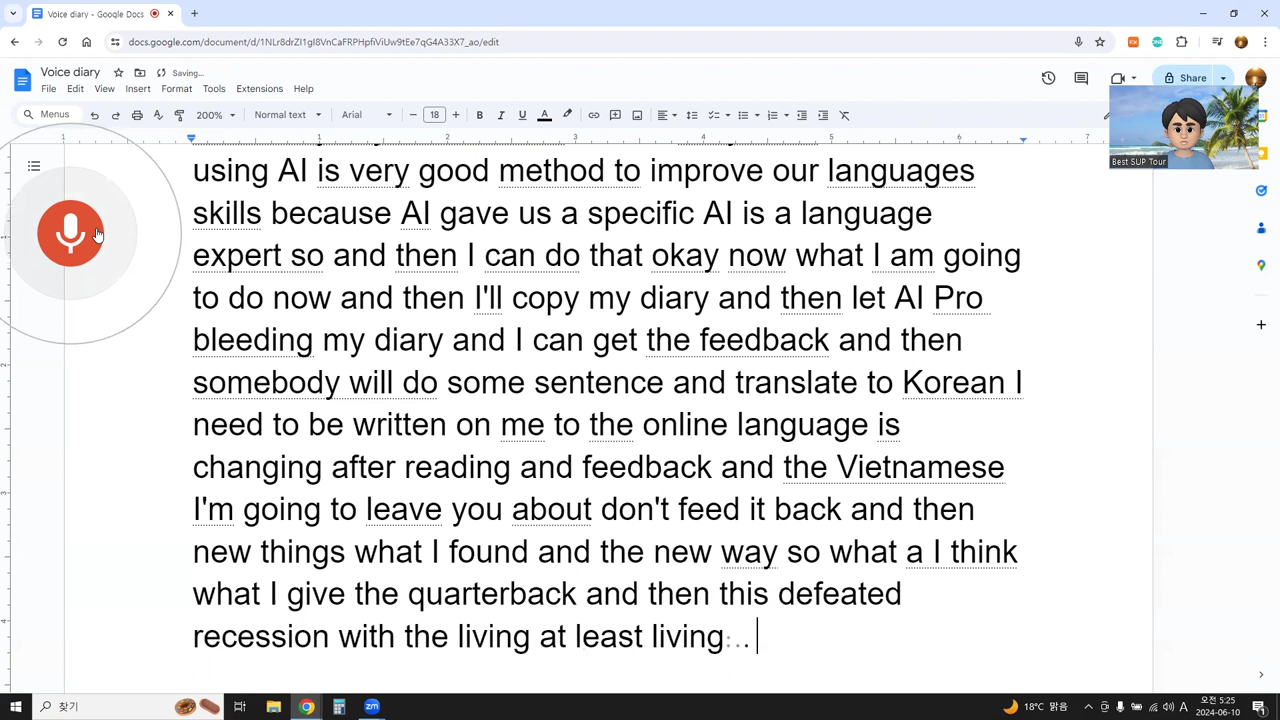 Voice diary - Google Docs
docs.google.com/document/d/1NLr8drZI1gI8VnCaFRPHpfiViUw9tEe7qG4A33X7_ao/edit
Voice diary
Saving...
File Edit View Insert Format Tools Extensions Help
Share
Menus
200%
Normal text
Arial
18
1 1 2 3 4 5 6 7
Best SUP Tour
using AI is very good method to improve our languages
skills because AI gave us a specific AI is a language
expert so and then I can do that okay now what I am going
to do now and then I'll copy my diary and then let AI Pro
bleeding my diary and I can get the feedback and then
somebody will do some sentence and translate to Korean I
need to be written on me to the online language is
changing after reading and feedback and the Vietnamese
I'm going to leave you about don't feed it back and then
new things what I found and the new way so what a I think
what I give the quarterback and then this defeated
recession with the living at least living:..
찾기
18°C 맑음
A
오전 5:25
2024-06-10